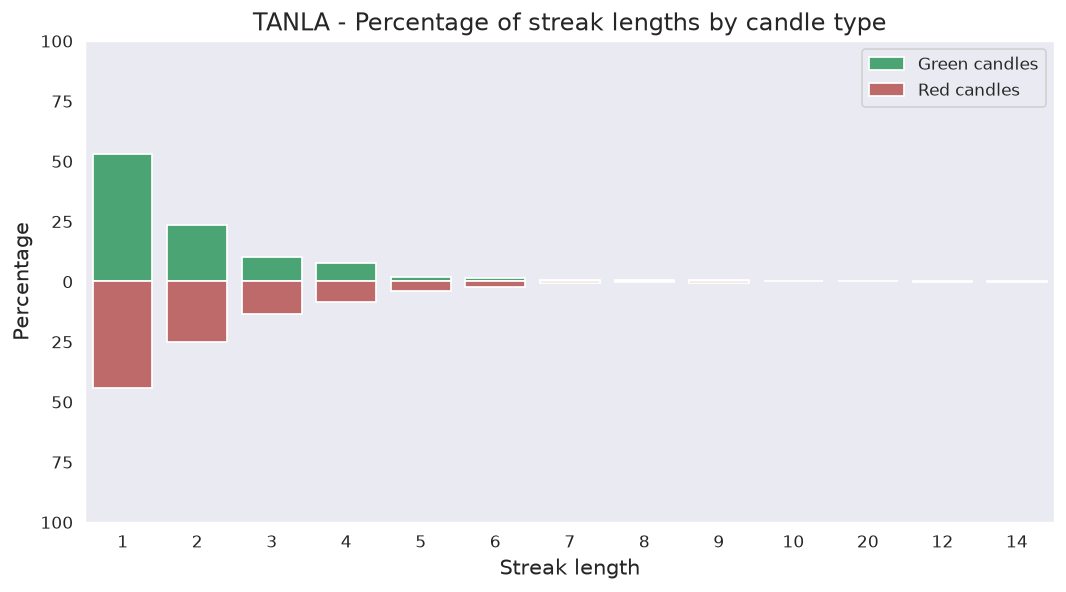 TANLA - Percentage of streak lengths by candle type
Green candles
Red candles
Percentage
100
75
50
25
0
25
50
75
100
1 2 3 4 5 6 7 8 9 10 20 12 14
Streak length